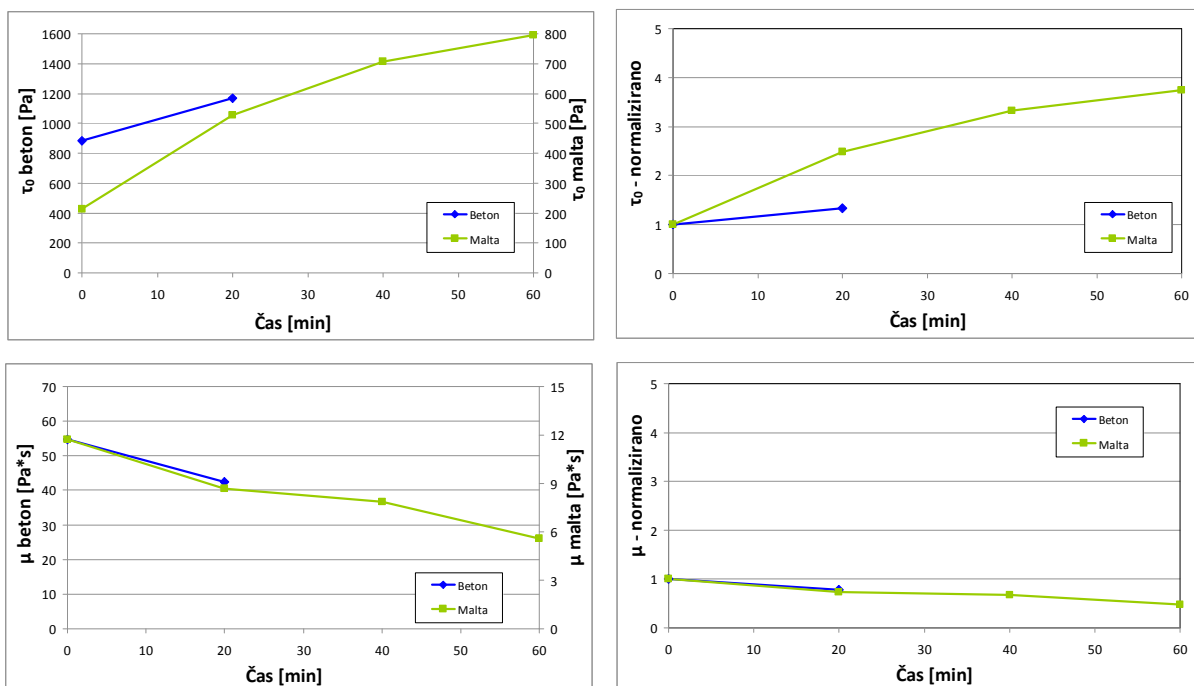 τ₀ beton [Pa]
1600
1400
1200
1000
800
600
400
200
0
800
700
600
500
400
300
200
100
0
τ₀ malta [Pa]
Beton
Malta
0 10 20 30 40 50 60
Čas [min]
τ₀ - normalizirano
5
4
3
2
1
0
Beton
Malta
0 10 20 30 40 50 60
Čas [min]
μ beton [Pa*s]
70
60
50
40
30
20
10
0
15
12
9
6
3
0
μ malta [Pa*s]
Beton
Malta
0 10 20 30 40 50 60
Čas [min]
μ - normalizirano
5
4
3
2
1
0
Beton
Malta
0 10 20 30 40 50 60
Čas [min]